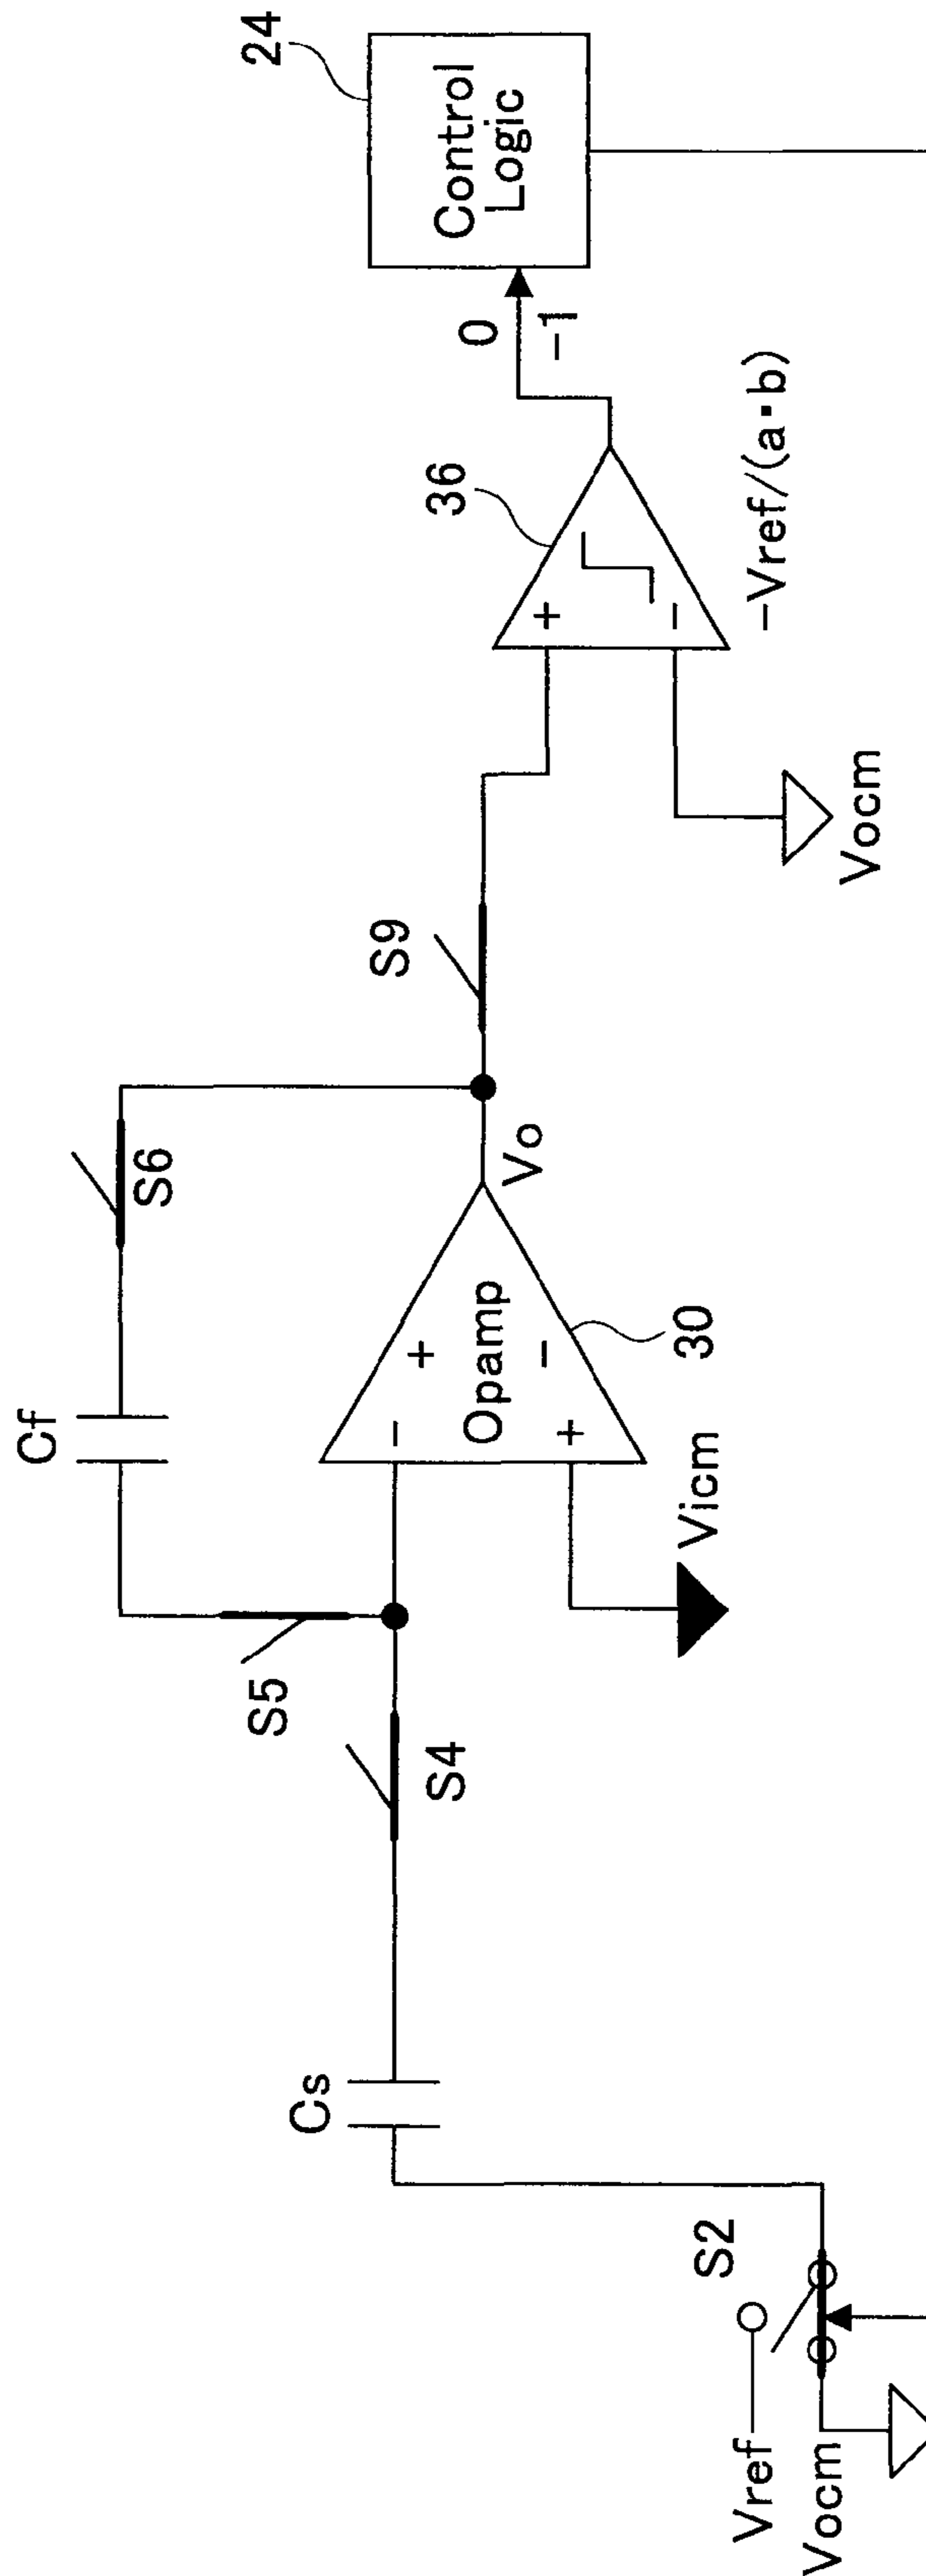 Vref
Vocm
S2
Cs
S4
S5
Cf
S6
-
+
Opamp
+
-
30
Vicm
Vo
S9
+
-
36
Vocm
-Vref/(a·b)
0
-1
Control
Logic
24